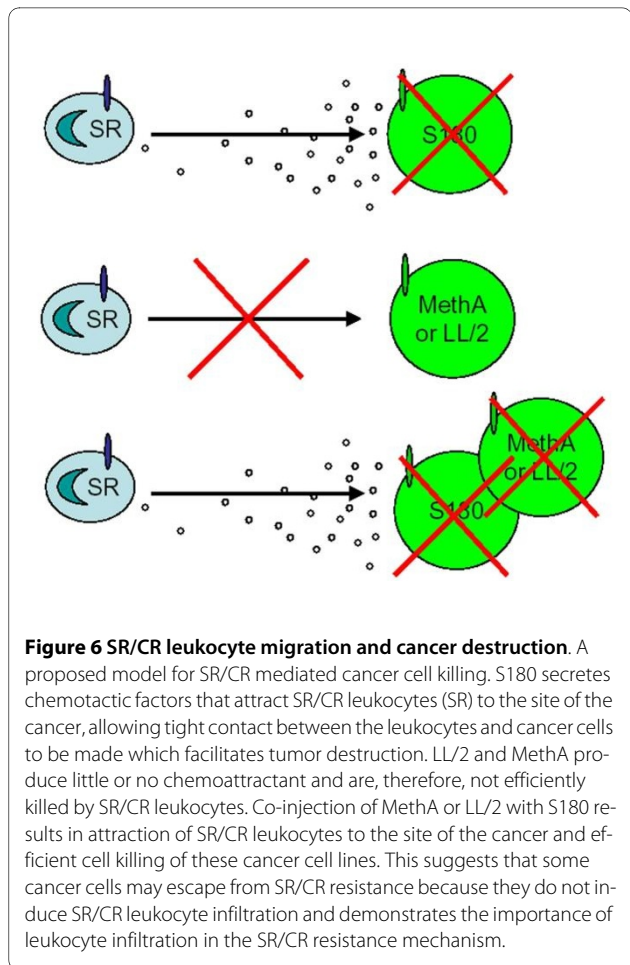 SR
S180
SR
MethA
or LL/2
SR
MethA
or LL/2
S180
Figure 6 SR/CR leukocyte migration and cancer destruction. A
proposed model for SR/CR mediated cancer cell killing. S180 secretes
chemotactic factors that attract SR/CR leukocytes (SR) to the site of the
cancer, allowing tight contact between the leukocytes and cancer cells
to be made which facilitates tumor destruction. LL/2 and MethA pro-
duce little or no chemoattractant and are, therefore, not efficiently
killed by SR/CR leukocytes. Co-injection of MethA or LL/2 with S180 re-
sults in attraction of SR/CR leukocytes to the site of the cancer and ef-
ficient cell killing of these cancer cell lines. This suggests that some
cancer cells may escape from SR/CR resistance because they do not in-
duce SR/CR leukocyte infiltration and demonstrates the importance of
leukocyte infiltration in the SR/CR resistance mechanism.